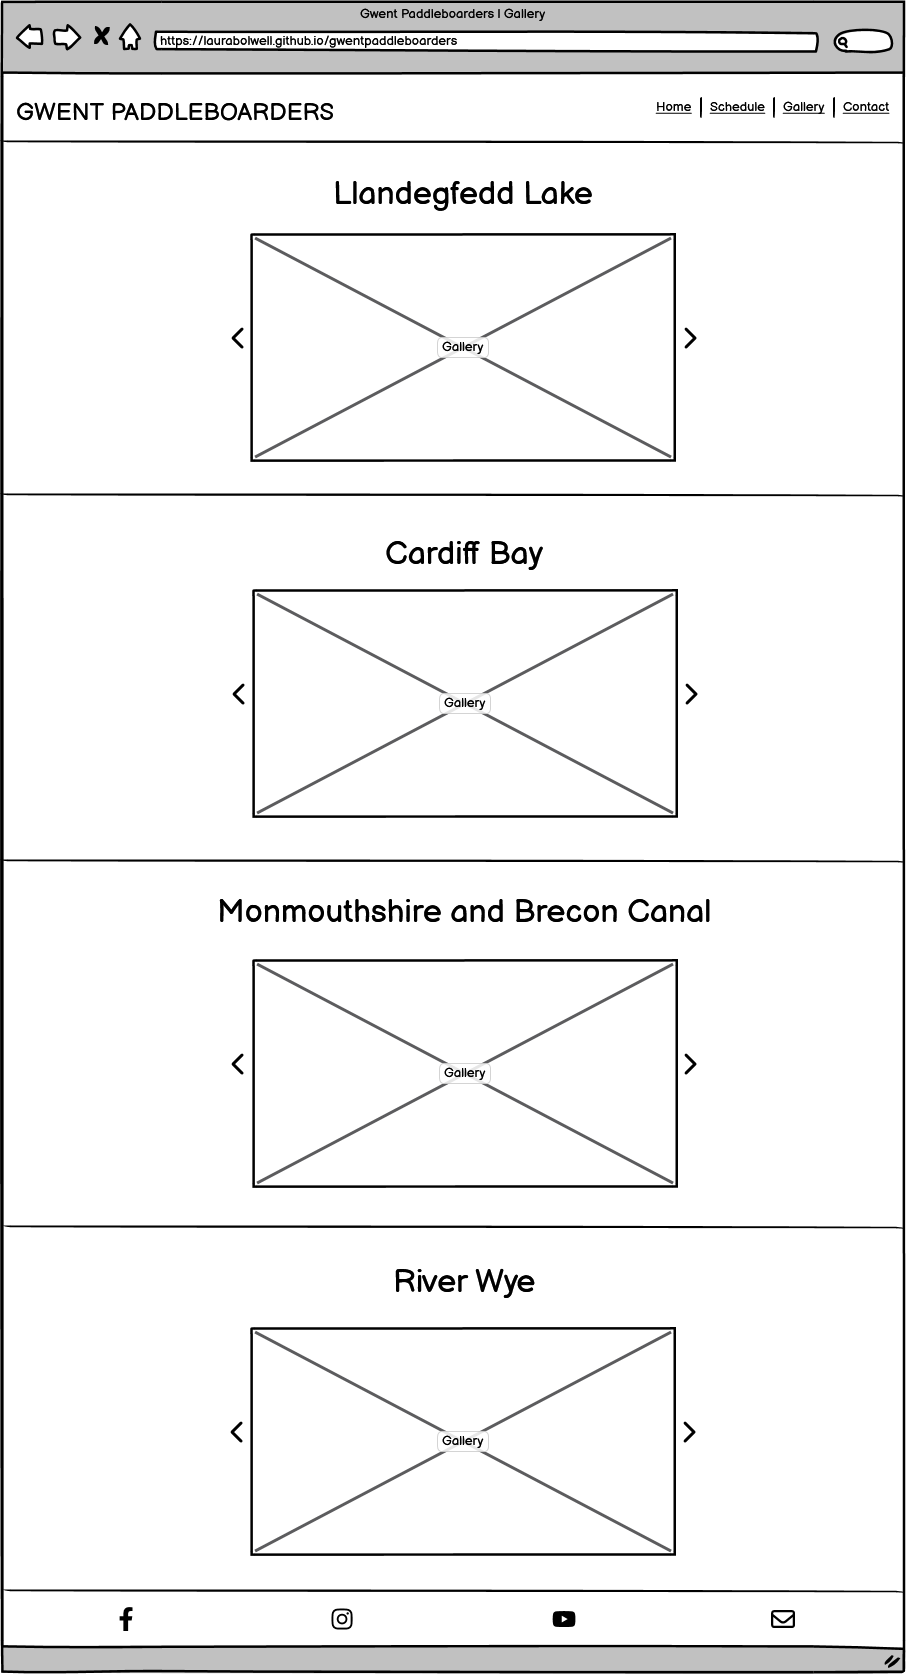 Gwent Paddleboarders | Gallery
https://laurabolwell.github.io/gwentpaddleboarders
GWENT PADDLEBOARDERS
Home | Schedule | Gallery | Contact
Llandegfedd Lake
Gallery
Cardiff Bay
Gallery
Monmouthshire and Brecon Canal
Gallery
River Wye
Gallery